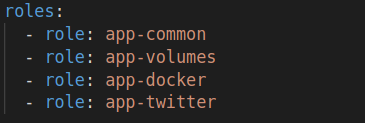 roles:
  - role: app-common
  - role: app-volumes
  - role: app-docker
  - role: app-twitter